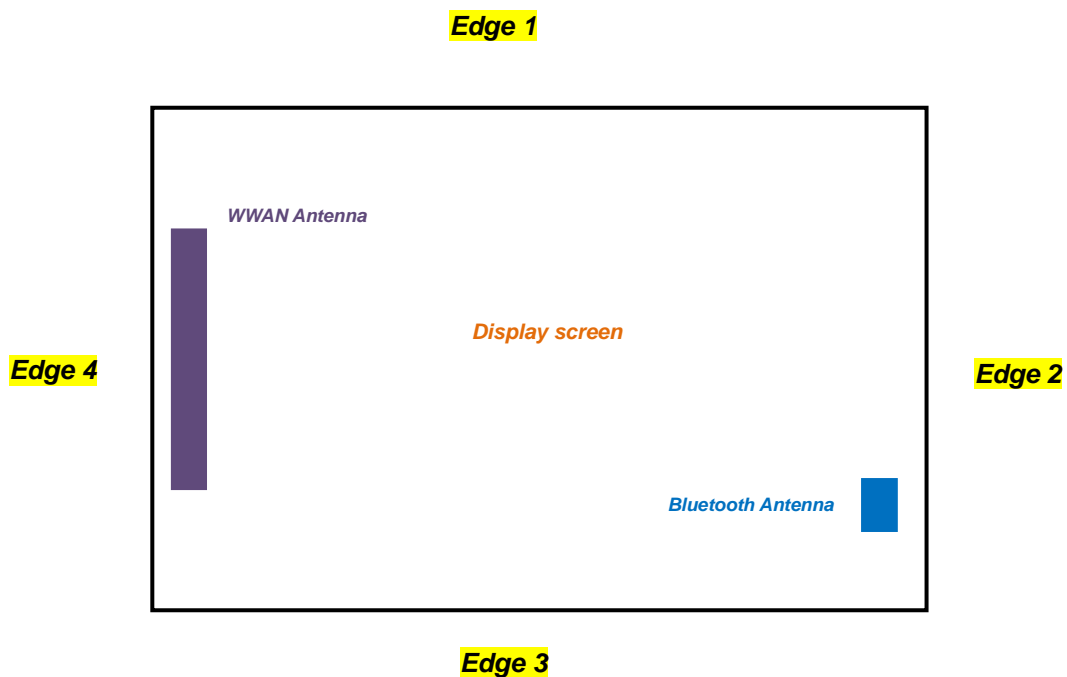 Edge 1
WWAN Antenna
Display screen
Edge 4
Edge 2
Bluetooth Antenna
Edge 3